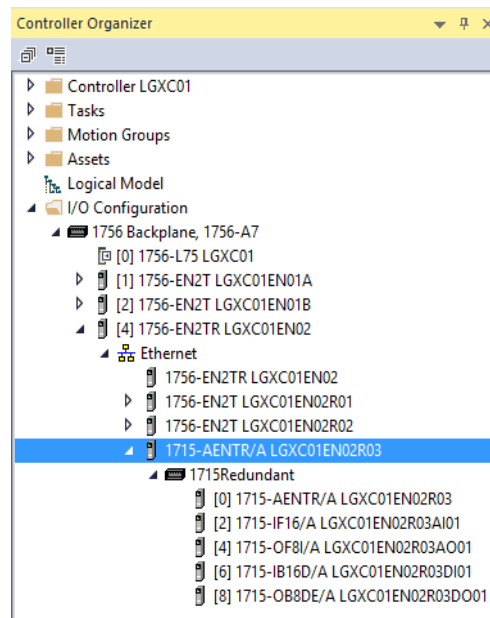 Controller Organizer
Controller LGXC01
Tasks
Motion Groups
Assets
Logical Model
I/O Configuration
1756 Backplane, 1756-A7
[0] 1756-L75 LGXC01
[1] 1756-EN2T LGXC01EN01A
[2] 1756-EN2T LGXC01EN01B
[4] 1756-EN2TR LGXC01EN02
Ethernet
1756-EN2TR LGXC01EN02
1756-EN2T LGXC01EN02R01
1756-EN2T LGXC01EN02R02
1715-AENTR/A LGXC01EN02R03
1715Redundant
[0] 1715-AENTR/A LGXC01EN02R03
[2] 1715-IF16/A LGXC01EN02R03AI01
[4] 1715-OF8I/A LGXC01EN02R03AO01
[6] 1715-IB16D/A LGXC01EN02R03DI01
[8] 1715-OB8DE/A LGXC01EN02R03DO01